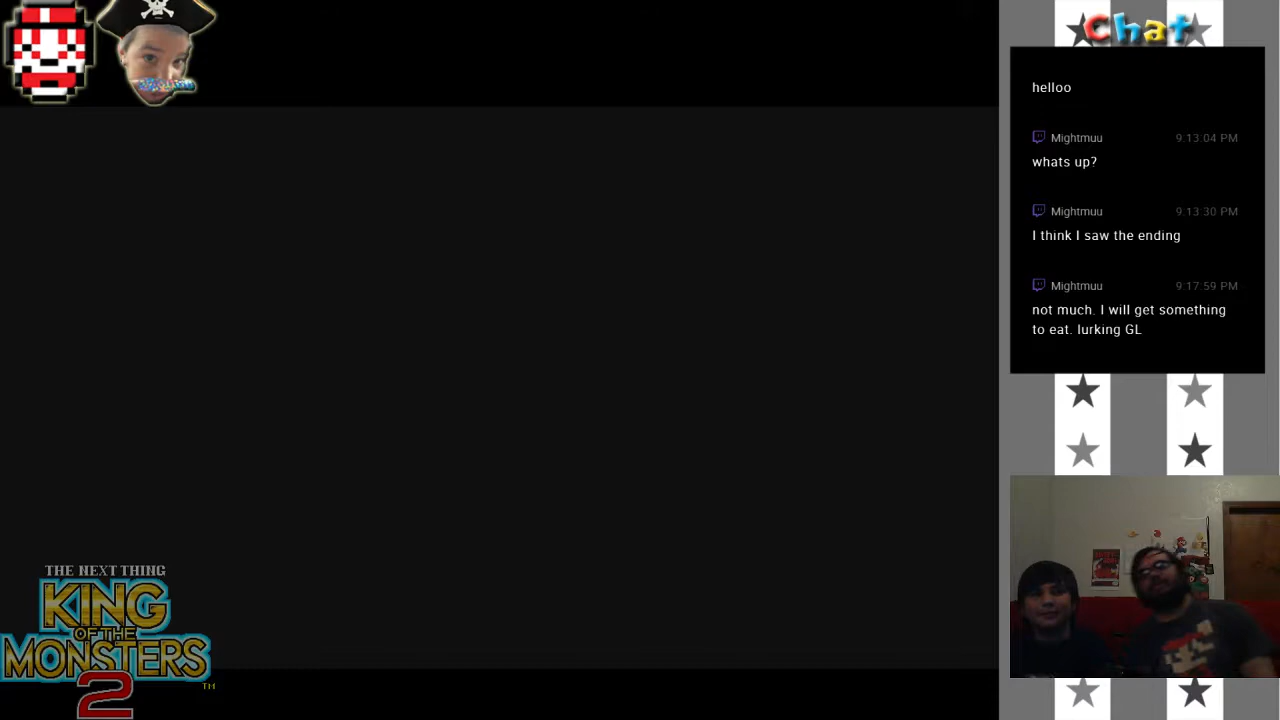 Chat
helloo
Mightmuu 9:13:04 PM
whats up?
Mightmuu 9:13:30 PM
I think I saw the ending
Mightmuu 9:17:59 PM
not much. I will get something
to eat. lurking GL
THE NEXT THING
KING
OF THE
MONSTERS
2 ™